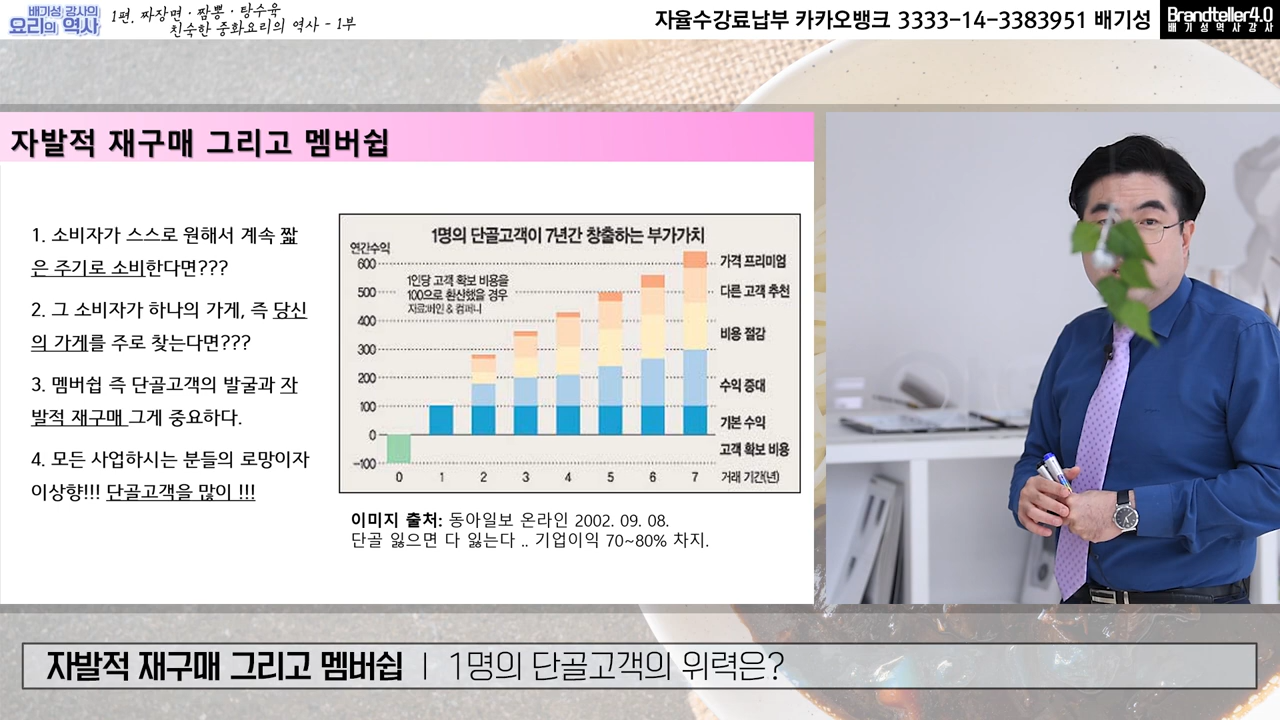 배기성 강사의
요리의 역사
1편. 짜장면·짬뽕·탕수육
친숙한 중화요리의 역사 - 1부
자율수강료납부 카카오뱅크 3333-14-3383951 배기성
Brandteller4.0
배기성역사강사
자발적 재구매 그리고 멤버쉽
1. 소비자가 스스로 원해서 계속 짧
은 주기로 소비한다면???
2. 그 소비자가 하나의 가게, 즉 당신
의 가게를 주로 찾는다면???
3. 멤버쉽 즉 단골고객의 발굴과 자
발적 재구매 그게 중요하다.
4. 모든 사업하시는 분들의 로망이자
이상향!!! 단골고객을 많이 !!!
1명의 단골고객이 7년간 창출하는 부가가치
연간수익
1인당 고객 확보 비용을
100으로 환산했을 경우
자료:베인 & 컴퍼니
600
500
400
300
200
100
0
-100
가격 프리미엄
다른 고객 추천
비용 절감
수익 증대
기본 수익
고객 확보 비용
0 1 2 3 4 5 6 7 거래 기간(년)
이미지 출처: 동아일보 온라인 2002. 09. 08.
단골 잃으면 다 잃는다 .. 기업이익 70~80% 차지.
자발적 재구매 그리고 멤버쉽 ㅣ 1명의 단골고객의 위력은?